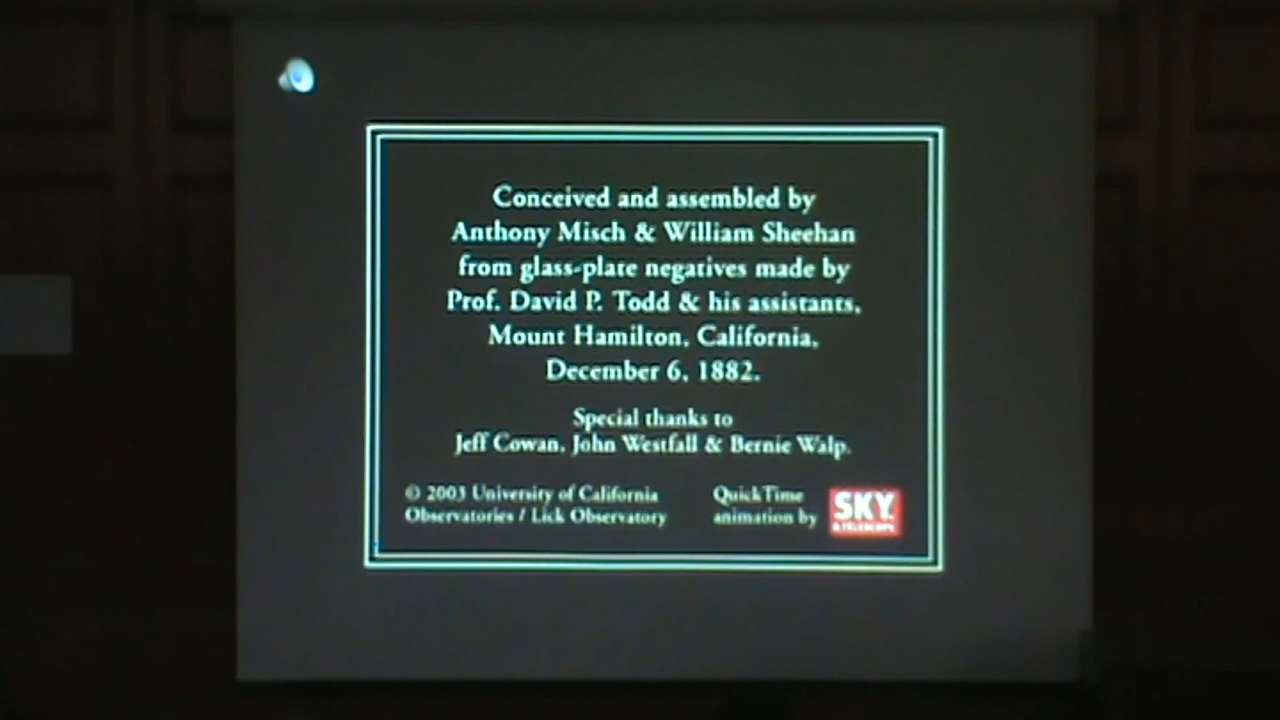 Conceived and assembled by
Anthony Misch & William Sheehan
from glass-plate negatives made by
Prof. David P. Todd & his assistants,
Mount Hamilton, California,
December 6, 1882.
Special thanks to
Jeff Cowan, John Westfall & Bernie Walp.
© 2003 University of California
Observatories / Lick Observatory
QuickTime
animation by
SKY
& TELESCOPE